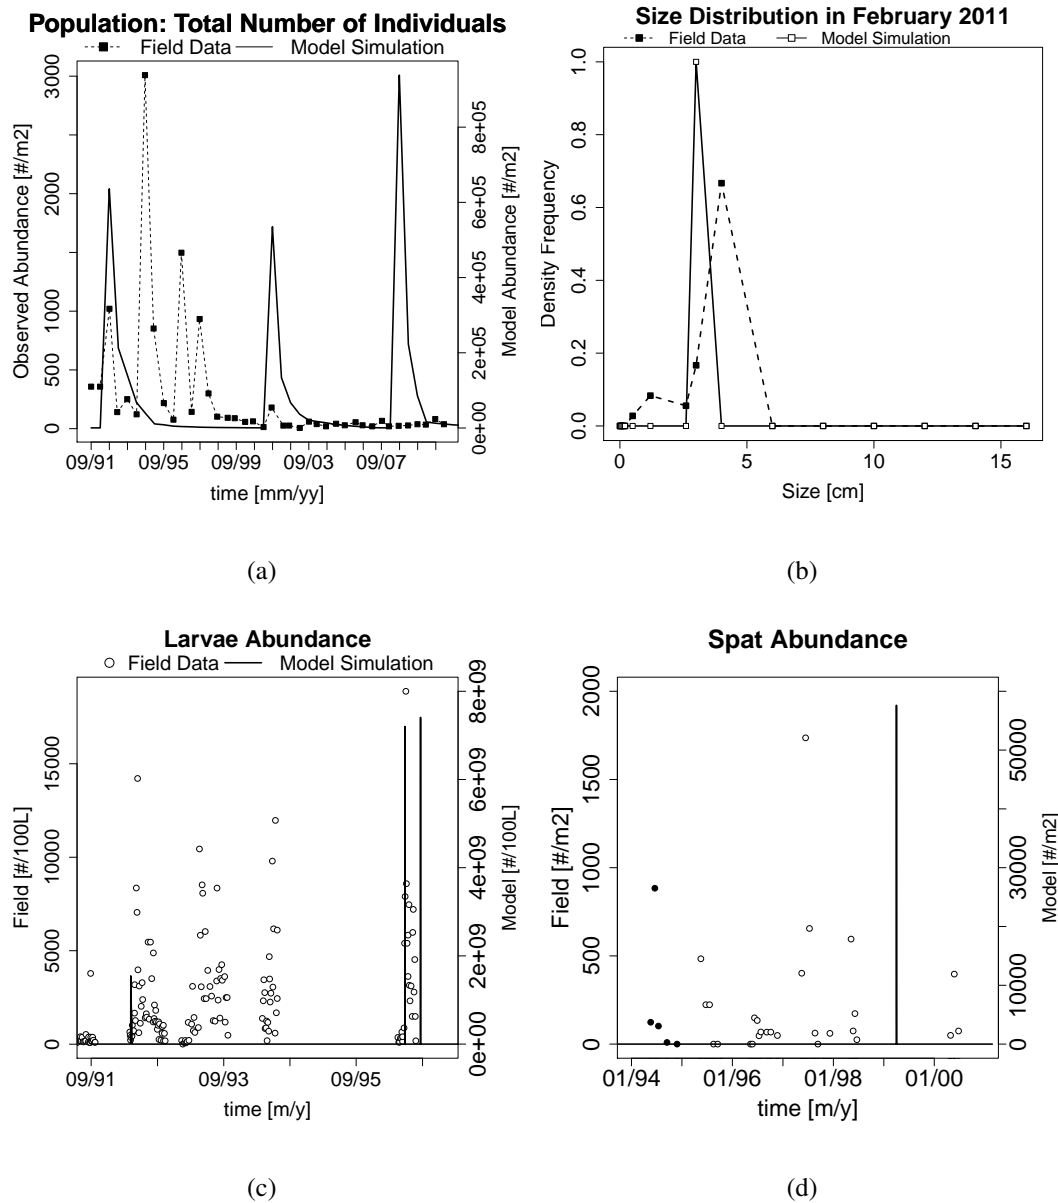 Population: Total Number of Individuals
Field Data Model Simulation
Observed Abundance [#/m2]
0 500 1000 2000 3000
Model Abundance [#/m2]
0e+00 2e+05 4e+05 6e+05 8e+05
09/91 09/95 09/99 09/03 09/07
time [mm/yy]
(a)
Size Distribution in February 2011
Field Data Model Simulation
Density Frequency
0.0 0.2 0.4 0.6 0.8 1.0
0 5 10 15
Size [cm]
(b)
Larvae Abundance
Field Data Model Simulation
Field [#/100L]
0 5000 10000 15000
Model [#/100L]
0e+00 2e+09 4e+09 6e+09 8e+09
09/91 09/93 09/95
time [m/y]
(c)
Spat Abundance
Field [#/m2]
0 500 1000 1500 2000
Model [#/m2]
0 10000 30000 50000
01/94 01/96 01/98 01/00
time [m/y]
(d)